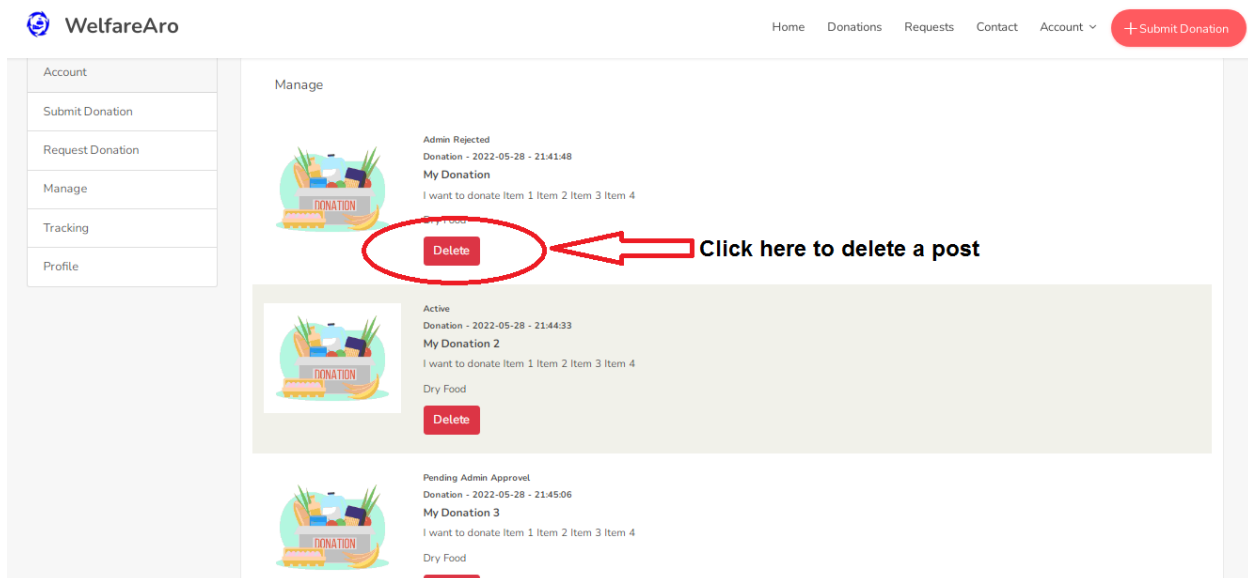 WelfareAro
Home Donations Requests Contact Account + Submit Donation
Account
Submit Donation
Request Donation
Manage
Tracking
Profile
Manage
DONATION
Admin Rejected
Donation - 2022-05-28 - 21:41:48
My Donation
I want to donate Item 1 Item 2 Item 3 Item 4
Dry Food
Delete
Click here to delete a post
DONATION
Active
Donation - 2022-05-28 - 21:44:33
My Donation 2
I want to donate Item 1 Item 2 Item 3 Item 4
Dry Food
Delete
DONATION
Pending Admin Approvel
Donation - 2022-05-28 - 21:45:06
My Donation 3
I want to donate Item 1 Item 2 Item 3 Item 4
Dry Food